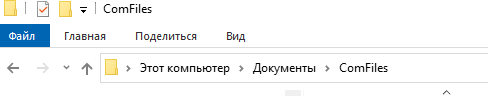 ComFiles
Файл Главная Поделиться Вид
Этот компьютер Документы ComFiles